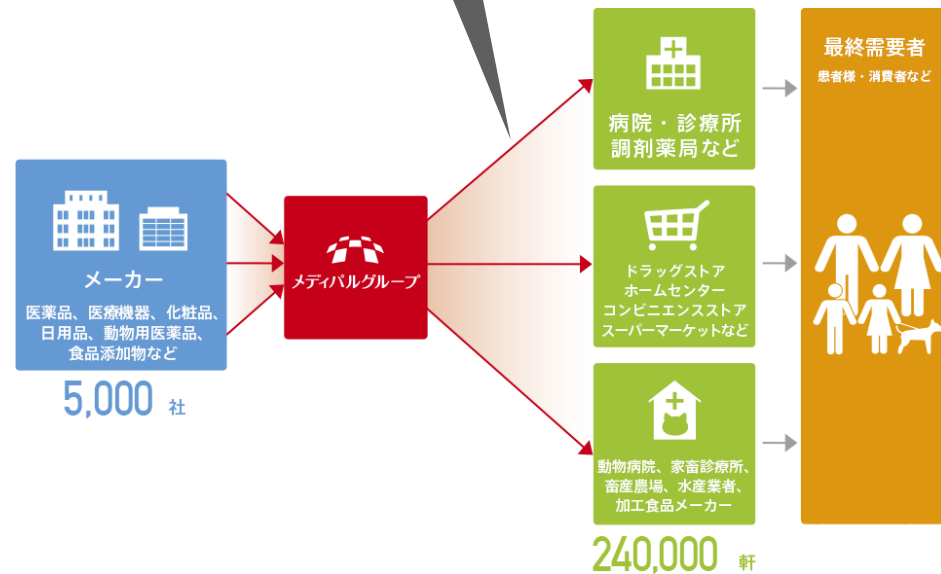 メーカー
医薬品、医療機器、化粧品、
日用品、動物用医薬品、
食品添加物など
5,000 社
メディパルグループ
病院・診療所
調剤薬局など
ドラッグストア
ホームセンター
コンビニエンスストア
スーパーマーケットなど
動物病院、家畜診療所、
畜産農場、水産業者、
加工食品メーカー
240,000 軒
最終需要者
患者様・消費者など